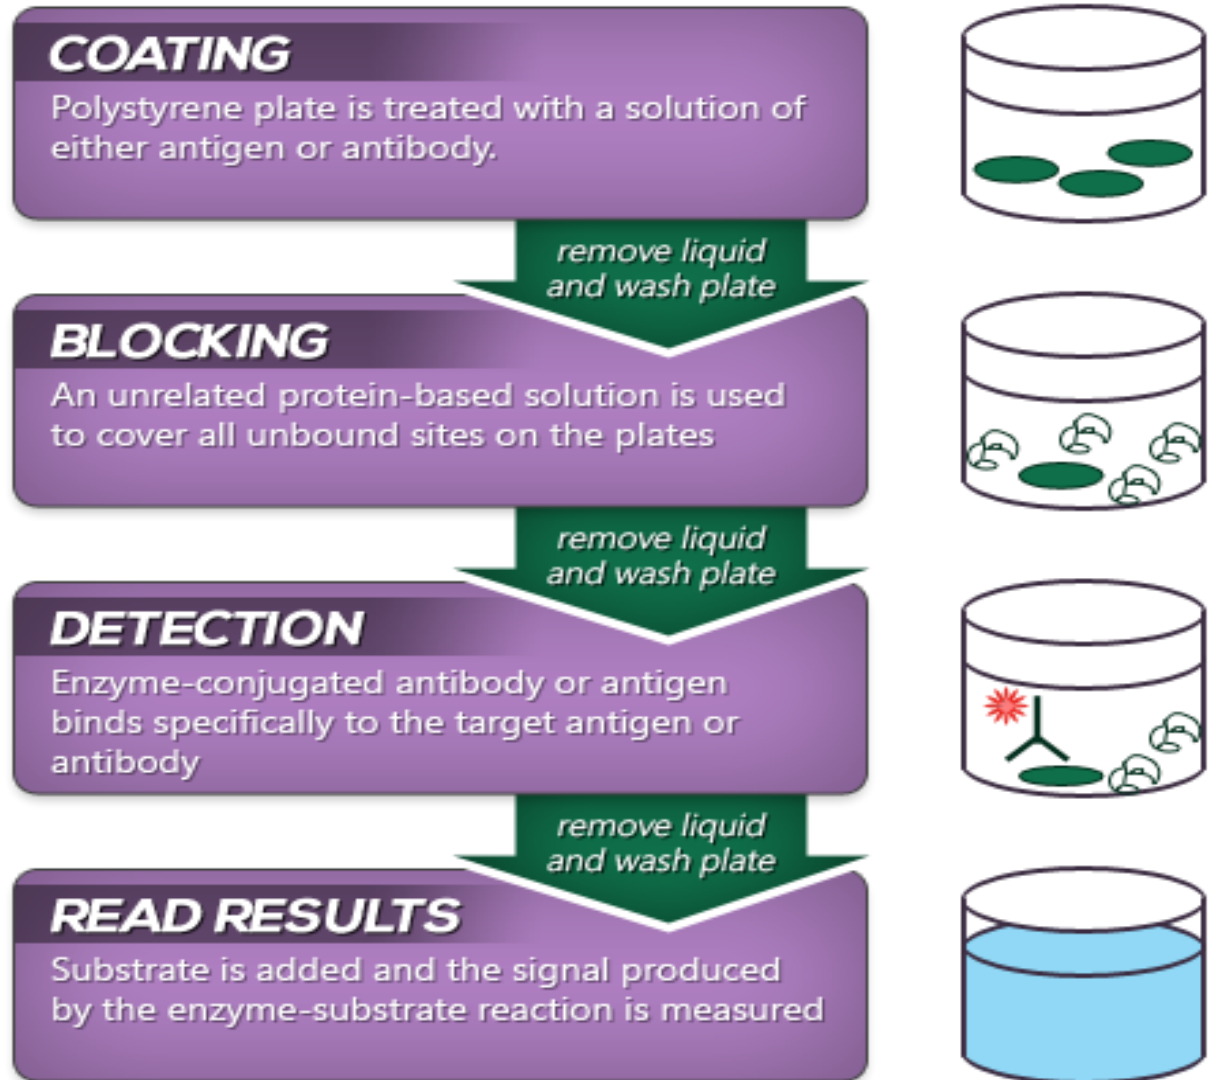 COATING
Polystyrene plate is treated with a solution of
either antigen or antibody.
remove liquid
and wash plate
BLOCKING
An unrelated protein-based solution is used
to cover all unbound sites on the plates
remove liquid
and wash plate
DETECTION
Enzyme-conjugated antibody or antigen
binds specifically to the target antigen or
antibody
remove liquid
and wash plate
READ RESULTS
Substrate is added and the signal produced
by the enzyme-substrate reaction is measured